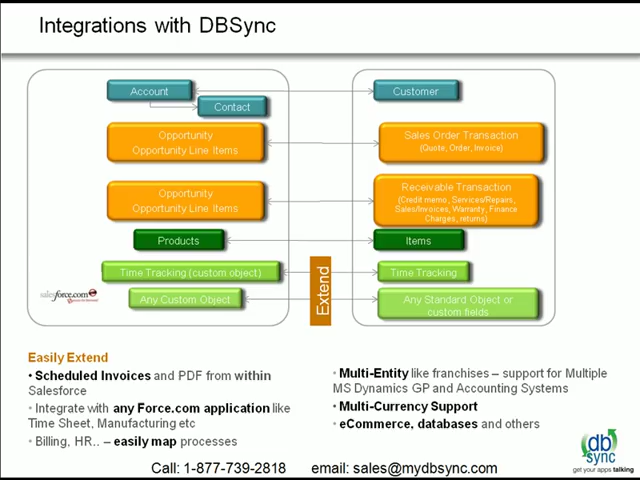 Integrations with DBSync
Account
Contact
Customer
Opportunity
Opportunity Line Items
Sales Order Transaction
(Quote, Order, Invoice)
Opportunity
Opportunity Line Items
Receivable Transaction
(Credit memo, Services/Repairs,
Sales/Invoices, Warranty, Finance
Charges, returns)
Products
Items
Time Tracking (custom object)
Time Tracking
Any Custom Object
Any Standard Object or
custom fields
Extend
salesforce.com
Easily Extend
• Scheduled Invoices and PDF from within
Salesforce
• Integrate with any Force.com application like
Time Sheet, Manufacturing etc
• Billing, HR.. – easily map processes
• Multi-Entity like franchises – support for Multiple
MS Dynamics GP and Accounting Systems
• Multi-Currency Support
• eCommerce, databases and others
db
sync
get your apps talking
Call: 1-877-739-2818 email: sales@mydbsync.com